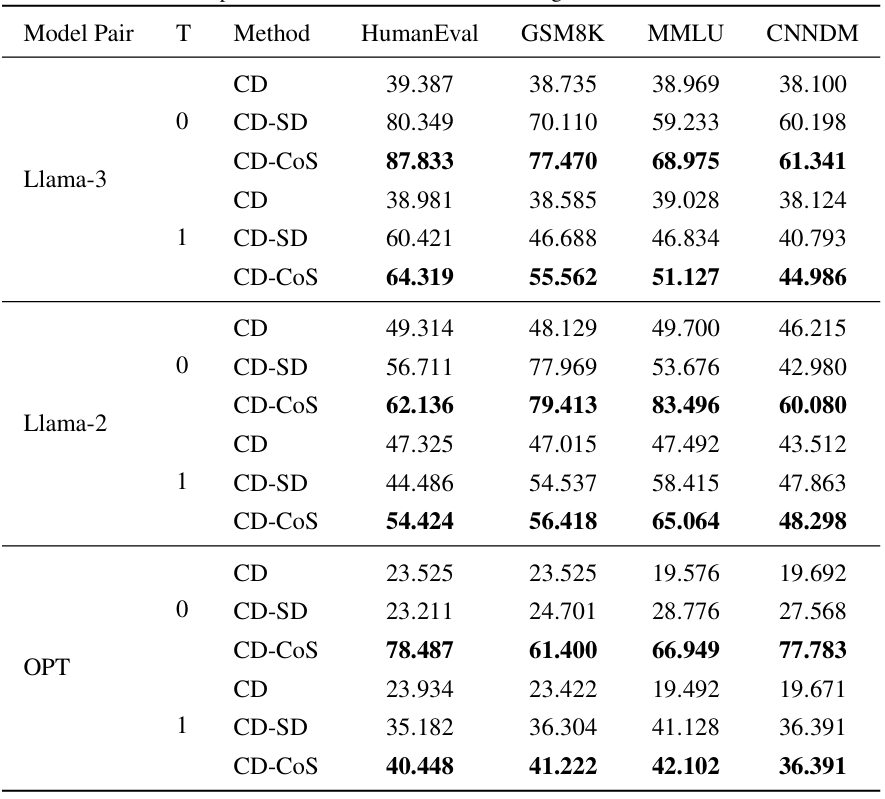 Model Pair T Method HumanEval GSM8K MMLU CNNDM
CD 39.387 38.735 38.969 38.100
0 CD-SD 80.349 70.110 59.233 60.198
CD-CoS 87.833 77.470 68.975 61.341
Llama-3
CD 38.981 38.585 39.028 38.124
1 CD-SD 60.421 46.688 46.834 40.793
CD-CoS 64.319 55.562 51.127 44.986
CD 49.314 48.129 49.700 46.215
0 CD-SD 56.711 77.969 53.676 42.980
CD-CoS 62.136 79.413 83.496 60.080
Llama-2
CD 47.325 47.015 47.492 43.512
1 CD-SD 44.486 54.537 58.415 47.863
CD-CoS 54.424 56.418 65.064 48.298
CD 23.525 23.525 19.576 19.692
0 CD-SD 23.211 24.701 28.776 27.568
CD-CoS 78.487 61.400 66.949 77.783
OPT
CD 23.934 23.422 19.492 19.671
1 CD-SD 35.182 36.304 41.128 36.391
CD-CoS 40.448 41.222 42.102 36.391